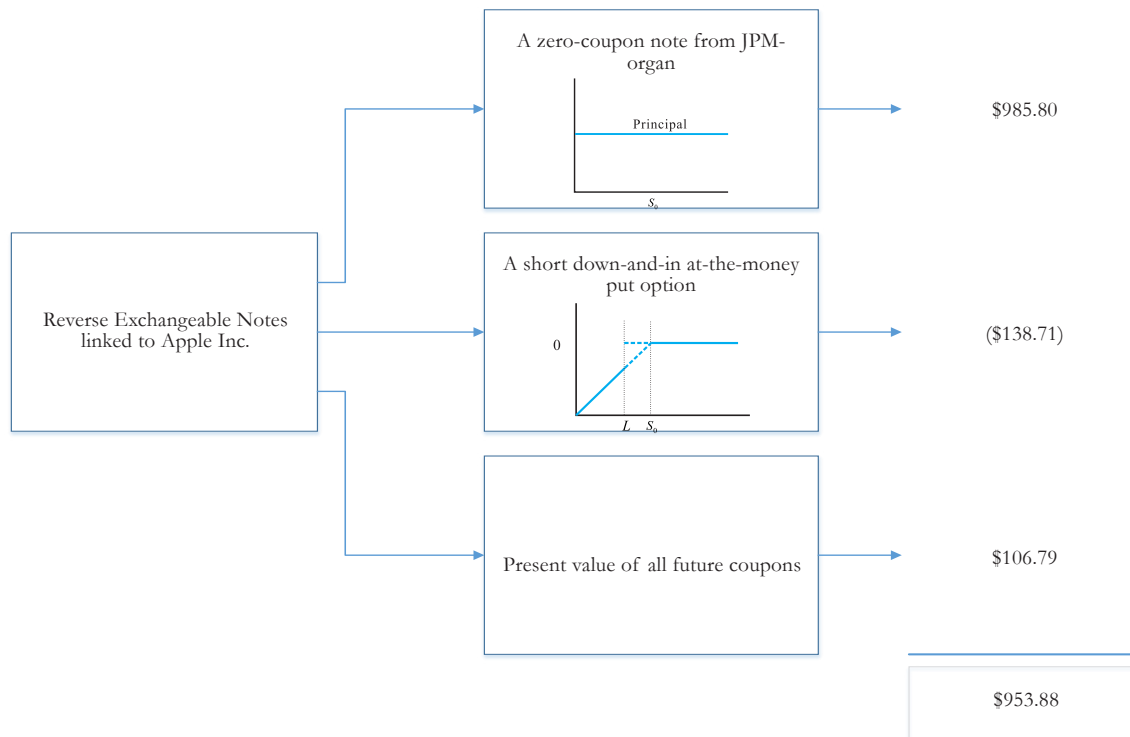 A zero-coupon note from JPM-
organ
Principal
S₀
$985.80
Reverse Exchangeable Notes
linked to Apple Inc.
A short down-and-in at-the-money
put option
0
L S₀
($138.71)
Present value of all future coupons
$106.79
$953.88